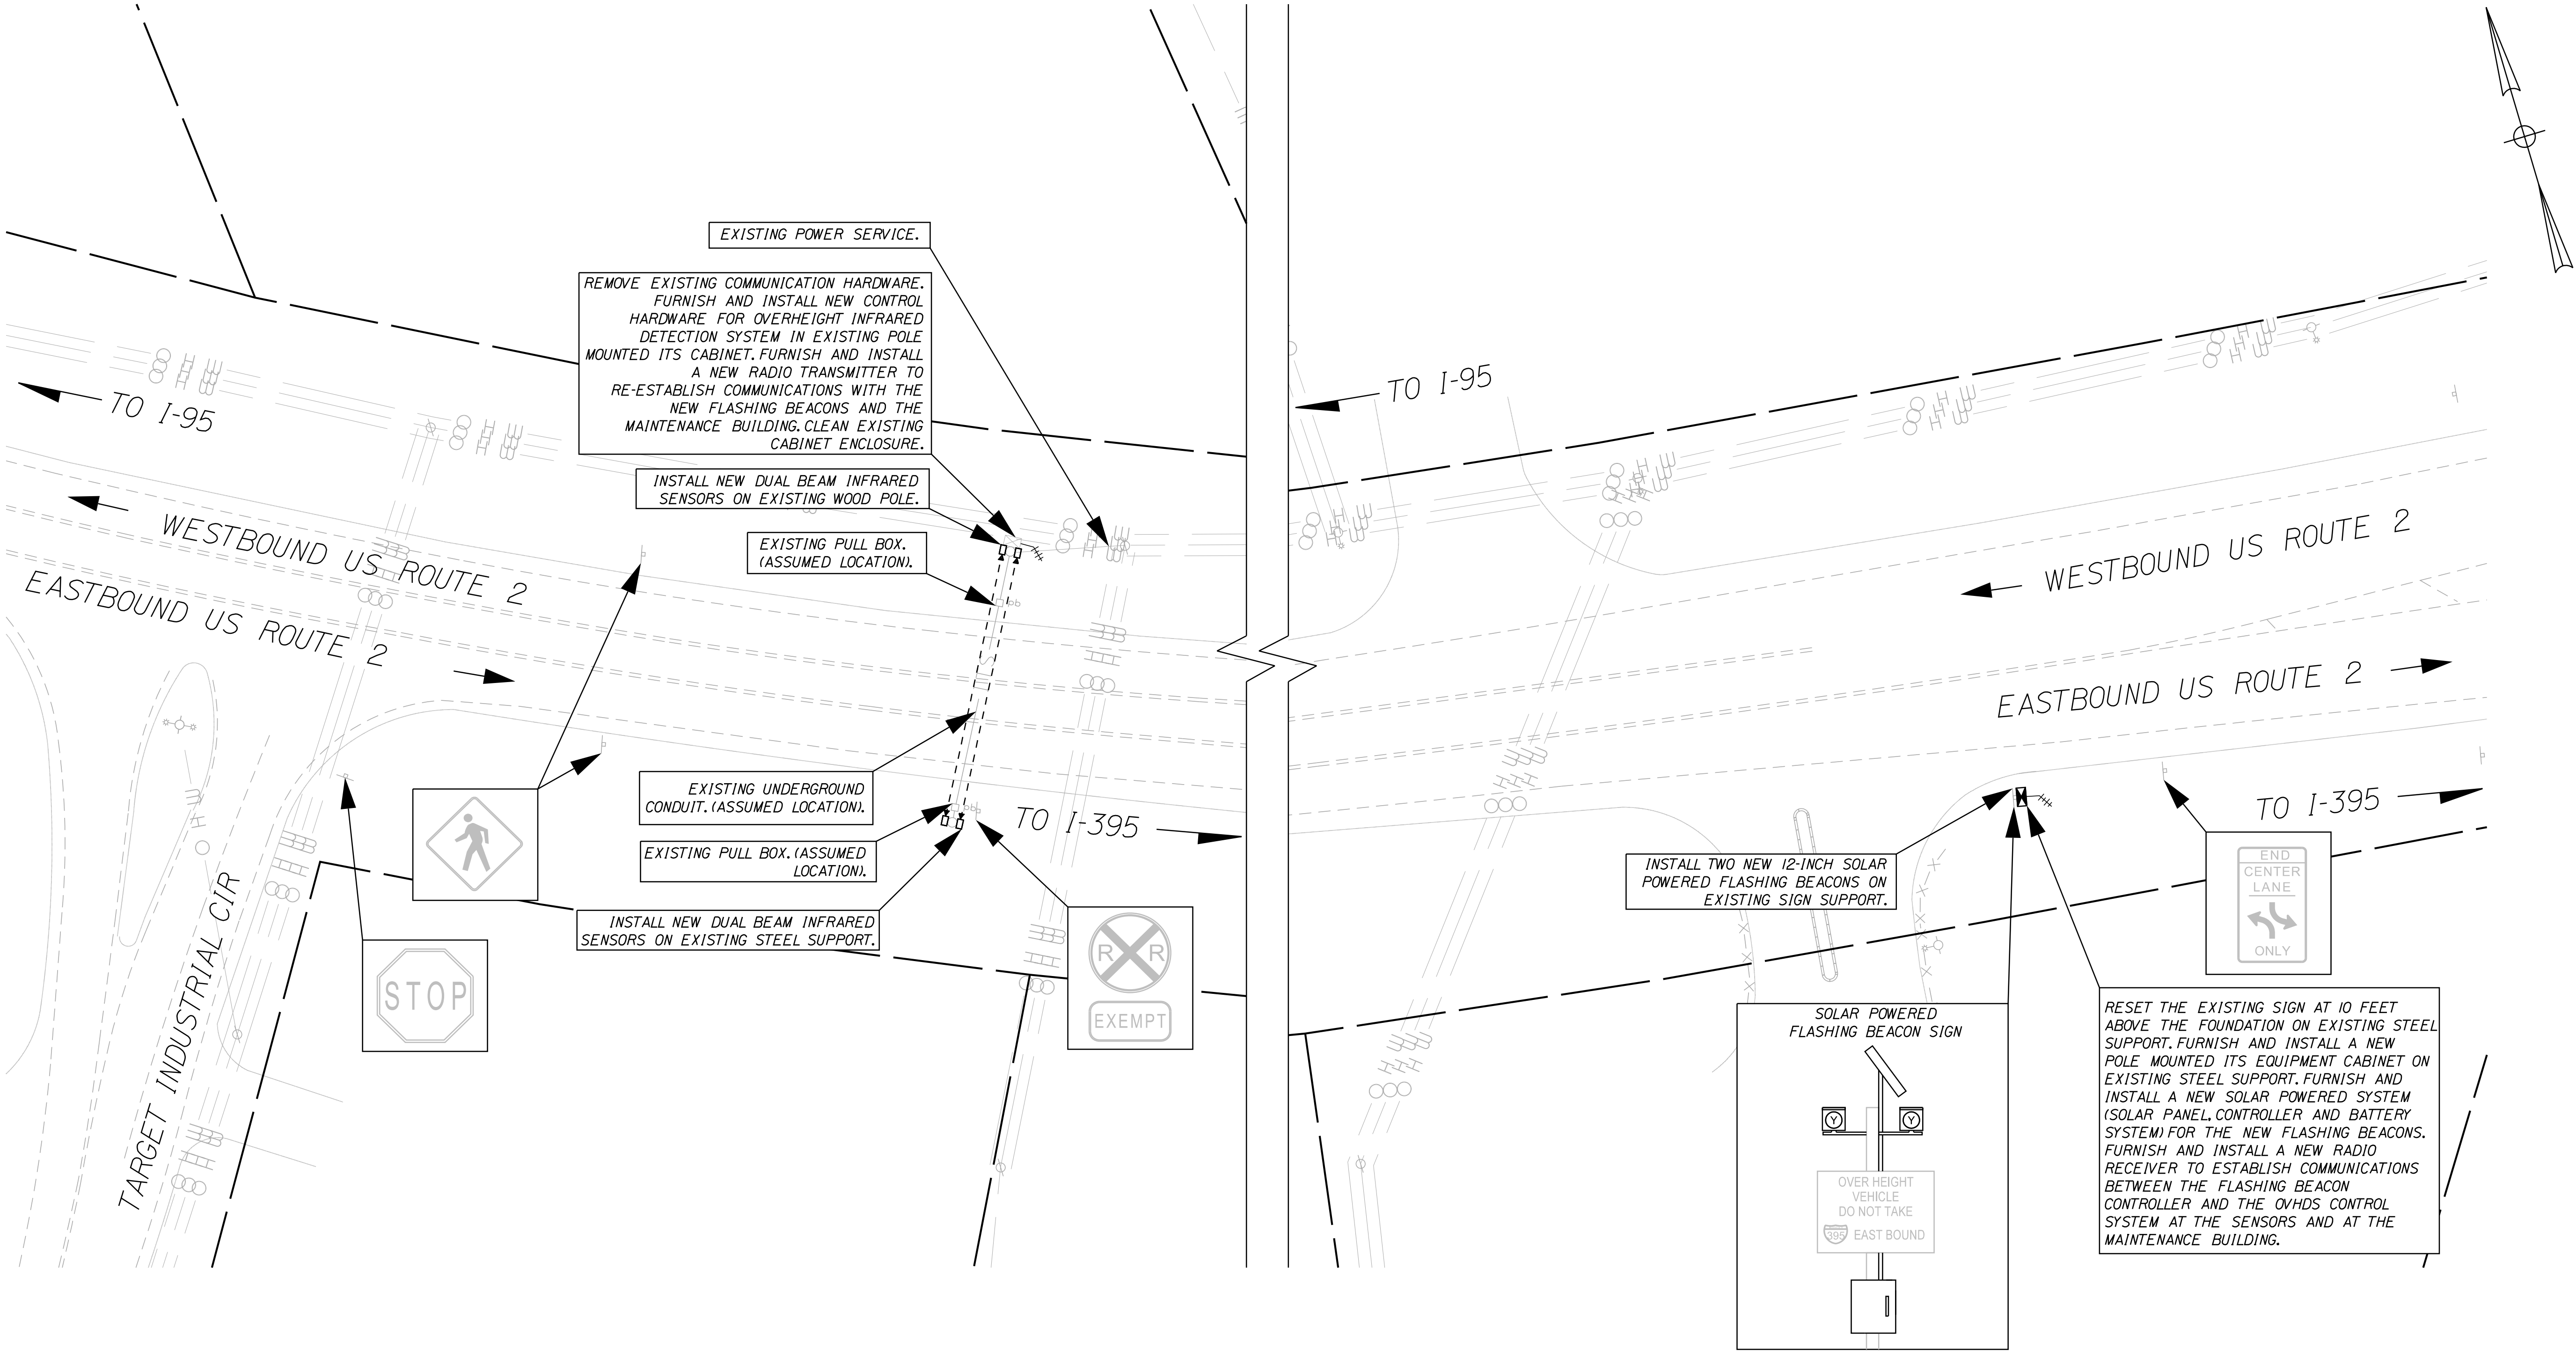 EXISTING POWER SERVICE.
REMOVE EXISTING COMMUNICATION HARDWARE.
FURNISH AND INSTALL NEW CONTROL
HARDWARE FOR OVERHEIGHT INFRARED
DETECTION SYSTEM IN EXISTING POLE
MOUNTED ITS CABINET. FURNISH AND INSTALL
A NEW RADIO TRANSMITTER TO
RE-ESTABLISH COMMUNICATIONS WITH THE
NEW FLASHING BEACONS AND THE
MAINTENANCE BUILDING. CLEAN EXISTING
CABINET ENCLOSURE.
INSTALL NEW DUAL BEAM INFRARED
SENSORS ON EXISTING WOOD POLE.
EXISTING PULL BOX.
(ASSUMED LOCATION).
TO I-95
WESTBOUND US ROUTE 2
EASTBOUND US ROUTE 2
EXISTING UNDERGROUND
CONDUIT. (ASSUMED LOCATION).
EXISTING PULL BOX. (ASSUMED
LOCATION).
INSTALL NEW DUAL BEAM INFRARED
SENSORS ON EXISTING STEEL SUPPORT.
TO I-395
STOP
R R
EXEMPT
TARGET INDUSTRIAL CIR
TO I-95
WESTBOUND US ROUTE 2
EASTBOUND US ROUTE 2
TO I-395
INSTALL TWO NEW 12-INCH SOLAR
POWERED FLASHING BEACONS ON
EXISTING SIGN SUPPORT.
END
CENTER
LANE
ONLY
SOLAR POWERED
FLASHING BEACON SIGN
Y Y
OVER HEIGHT
VEHICLE
DO NOT TAKE
395 EAST BOUND
RESET THE EXISTING SIGN AT 10 FEET
ABOVE THE FOUNDATION ON EXISTING STEEL
SUPPORT. FURNISH AND INSTALL A NEW
POLE MOUNTED ITS EQUIPMENT CABINET ON
EXISTING STEEL SUPPORT. FURNISH AND
INSTALL A NEW SOLAR POWERED SYSTEM
(SOLAR PANEL, CONTROLLER AND BATTERY
SYSTEM) FOR THE NEW FLASHING BEACONS.
FURNISH AND INSTALL A NEW RADIO
RECEIVER TO ESTABLISH COMMUNICATIONS
BETWEEN THE FLASHING BEACON
CONTROLLER AND THE OVHDS CONTROL
SYSTEM AT THE SENSORS AND AT THE
MAINTENANCE BUILDING.